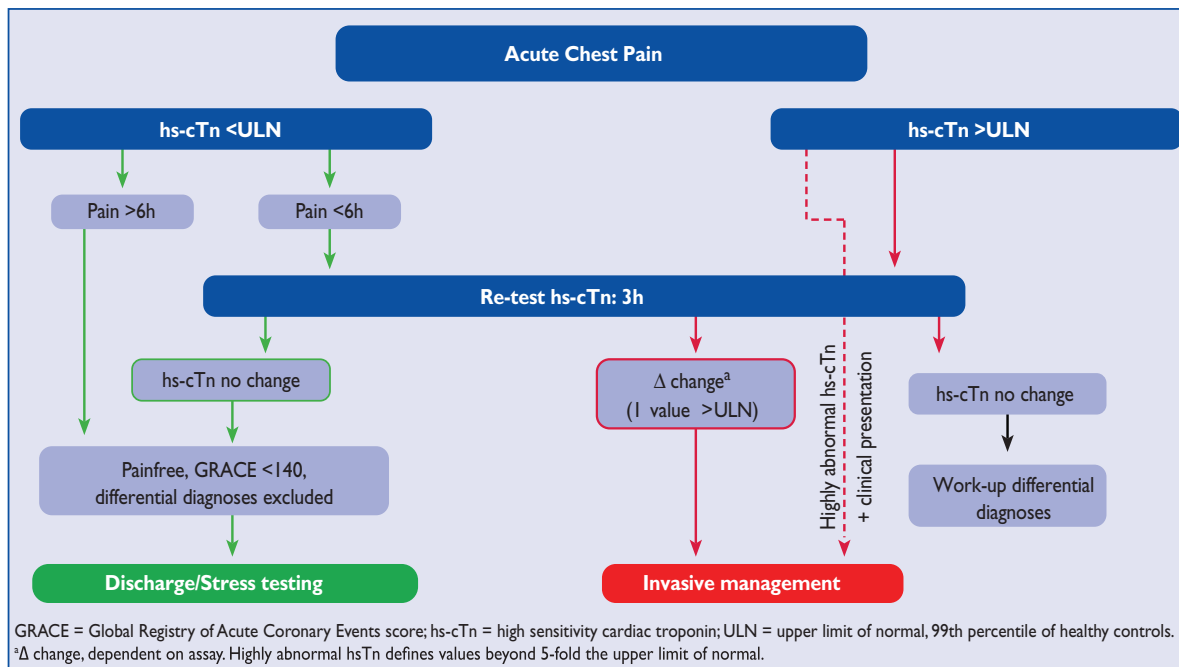 Acute Chest Pain
hs-cTn <ULN
hs-cTn >ULN
Pain >6h
Pain <6h
Re-test hs-cTn: 3h
hs-cTn no change
Δ change^a
(1 value >ULN)
Highly abnormal hs-cTn
+ clinical presentation
hs-cTn no change
Painfree, GRACE <140,
differential diagnoses excluded
Work-up differential
diagnoses
Discharge/Stress testing
Invasive management
GRACE = Global Registry of Acute Coronary Events score; hs-cTn = high sensitivity cardiac troponin; ULN = upper limit of normal, 99th percentile of healthy controls.
^aΔ change, dependent on assay. Highly abnormal hsTn defines values beyond 5-fold the upper limit of normal.